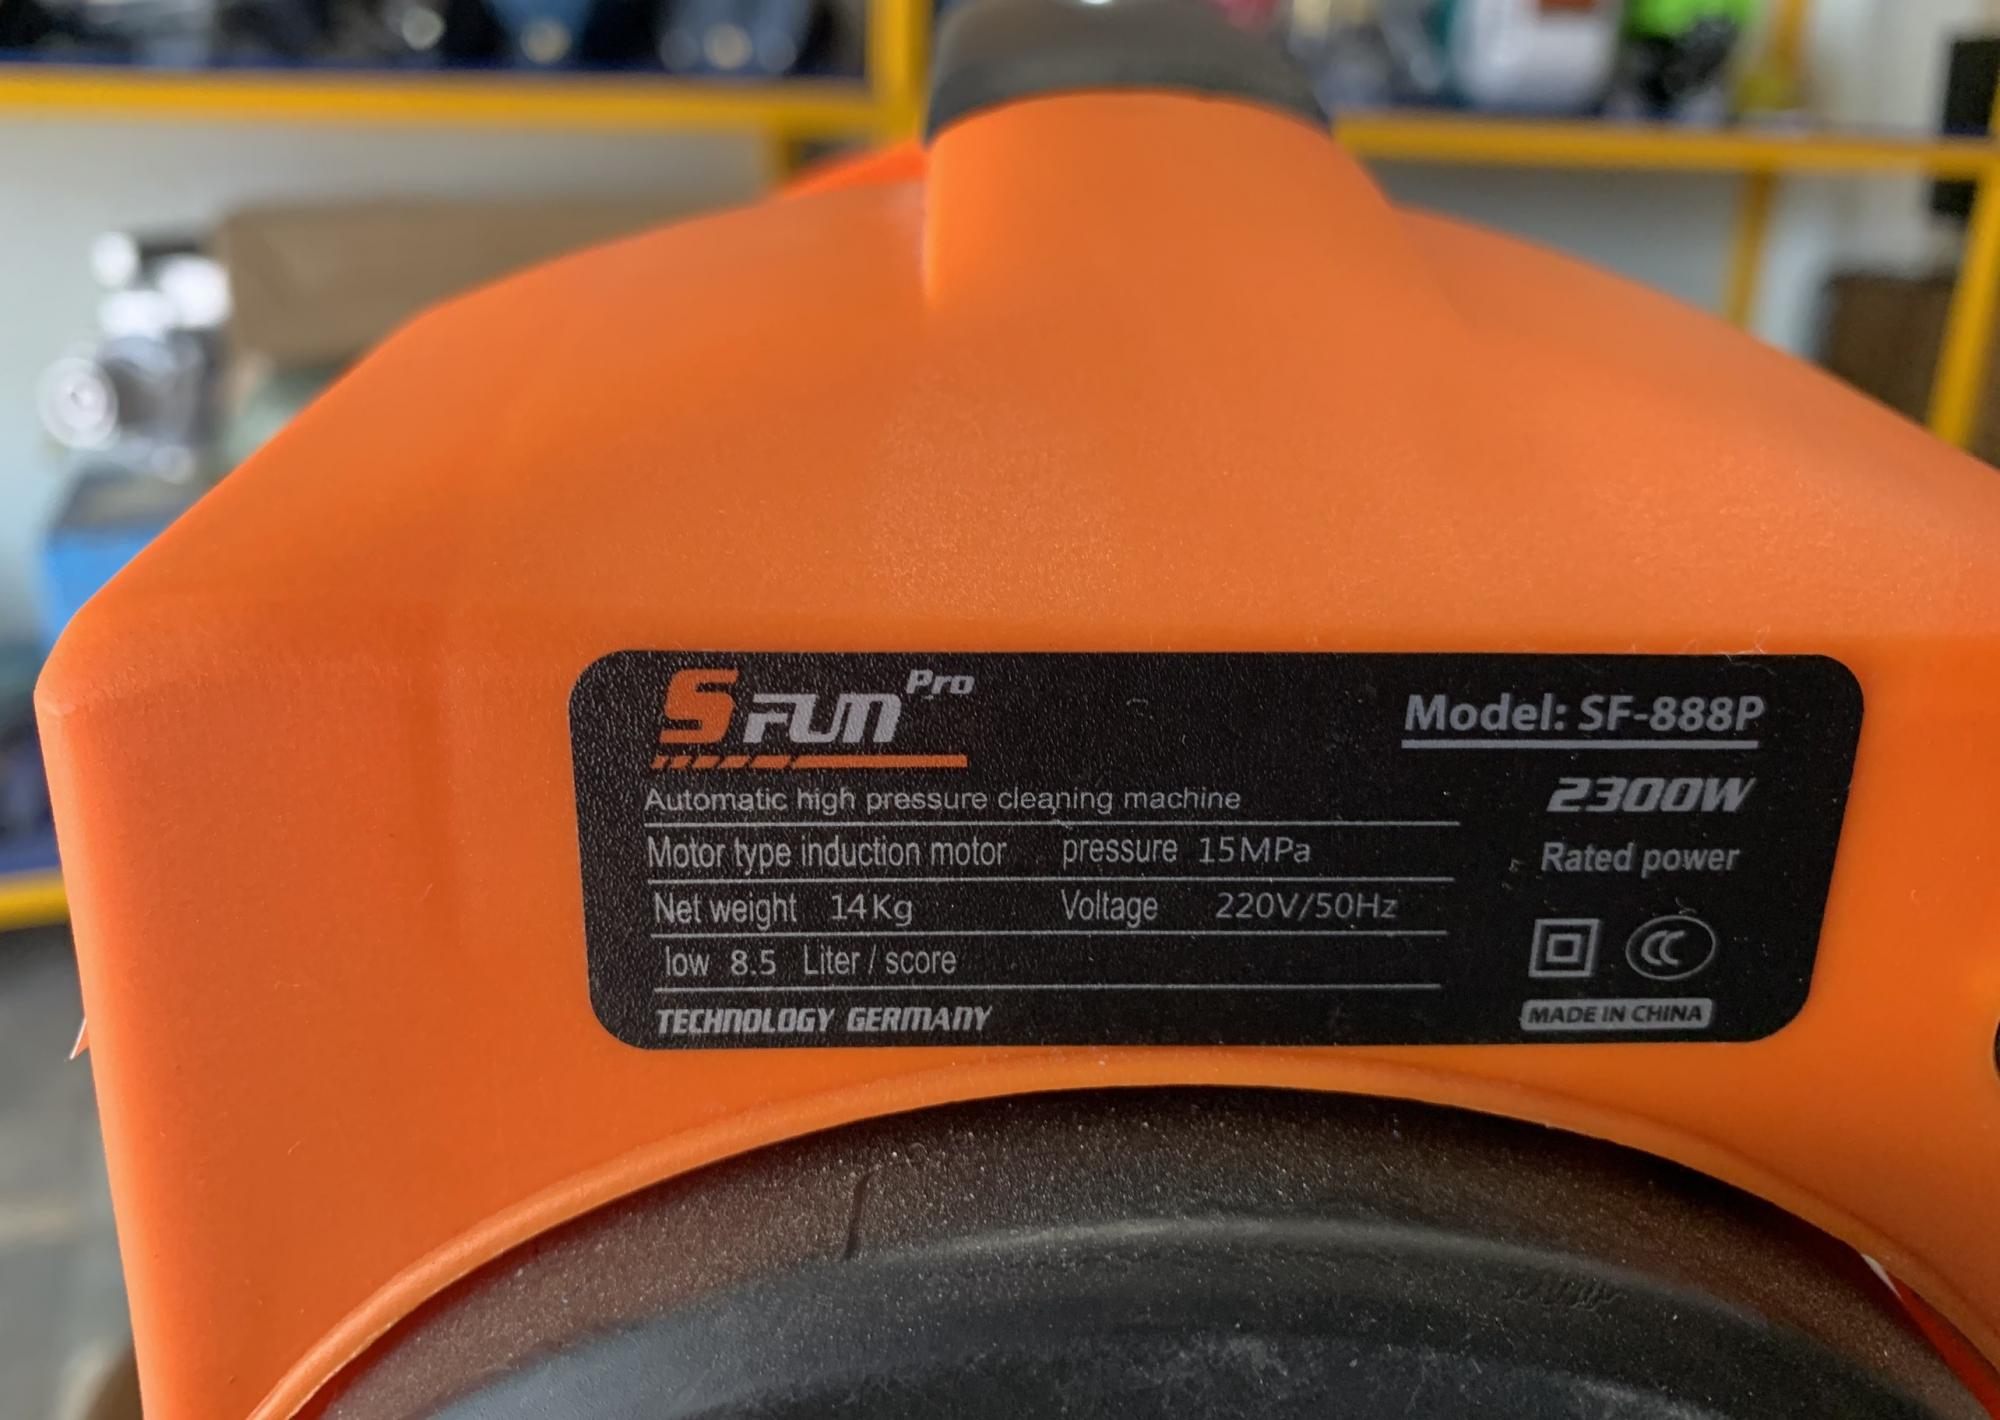 SFUN Pro
Model: SF-888P
2300W
Rated power
Automatic high pressure cleaning machine
Motor type induction motor pressure 15MPa
Net weight 14Kg Voltage 220V/50Hz
low 8.5 Liter / score
TECHNOLOGY GERMANY
MADE IN CHINA